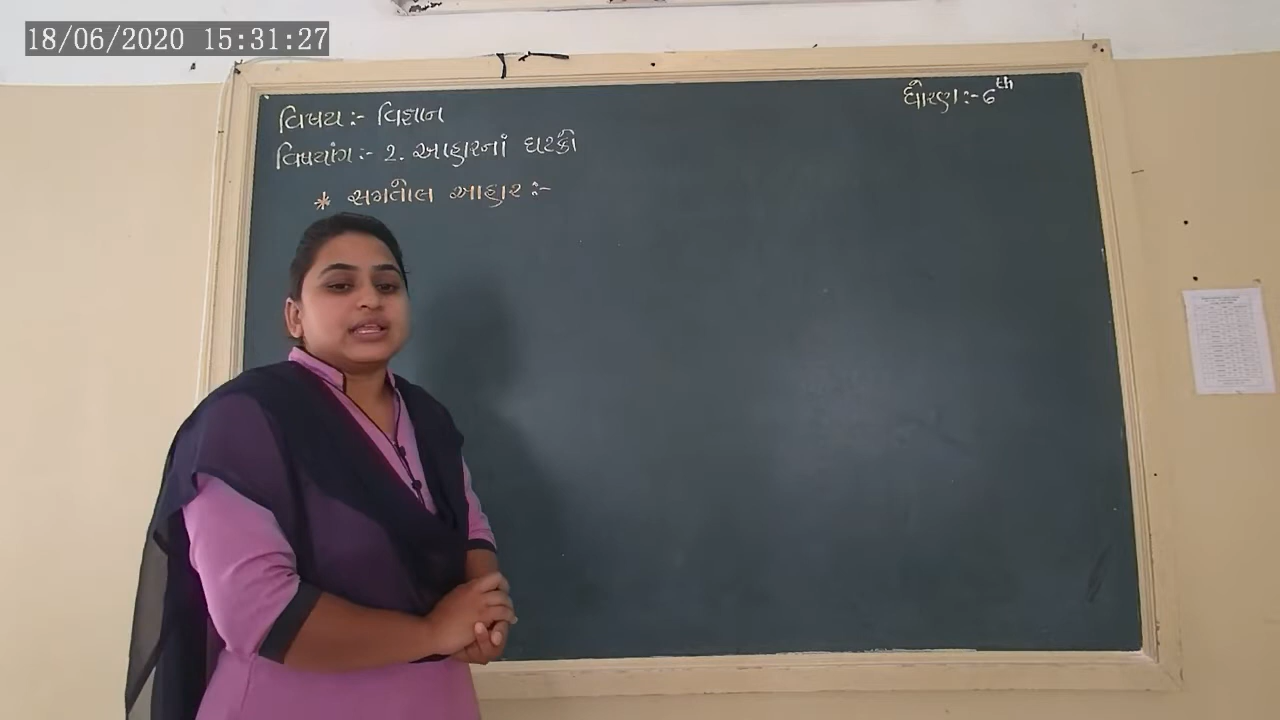 18/06/2020 15:31:27
ધોરણ:-6th
વિષય:- વિજ્ઞાન
વિષયાંગ:- 2. આહારનાં ઘટકો
* સમતોલ આહાર:-